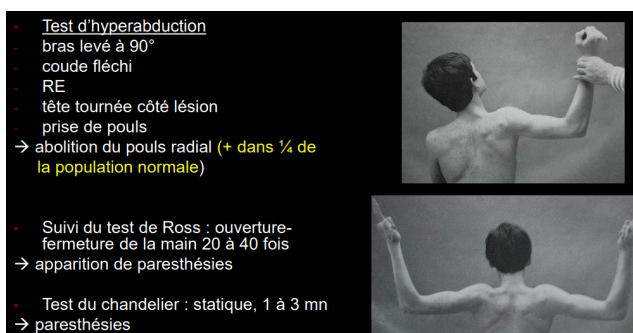 Test d’hyperabduction
- bras levé à 90°
- coude fléchi
- RE
- tête tournée côté lésion
- prise de pouls
→ abolition du pouls radial (+ dans ¼ de
la population normale)
• Suivi du test de Ross : ouverture-
fermeture de la main 20 à 40 fois
→ apparition de paresthésies
• Test du chandelier : statique, 1 à 3 mn
→ paresthésies